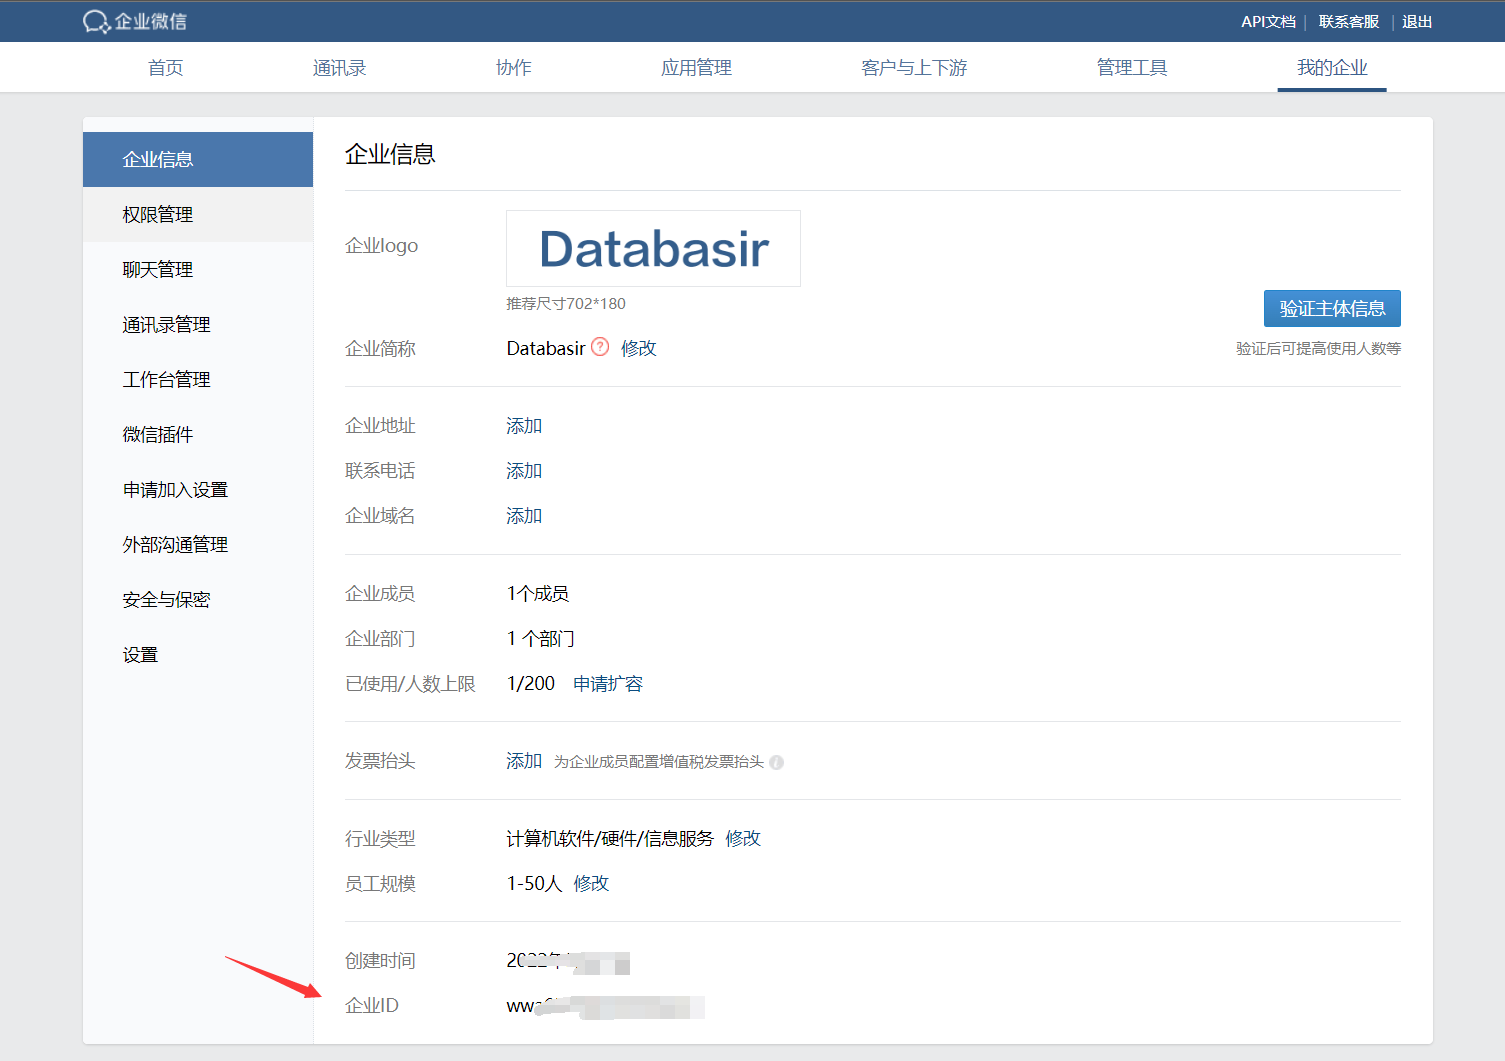 企业微信
API文档 | 联系客服 | 退出
首页 通讯录 协作 应用管理 客户与上下游 管理工具 我的企业
企业信息
权限管理
聊天管理
通讯录管理
工作台管理
微信插件
申请加入设置
外部沟通管理
安全与保密
设置
企业信息
企业logo
Databasir
推荐尺寸702*180
验证主体信息
验证后可提高使用人数等
企业简称 Databasir ? 修改
企业地址 添加
联系电话 添加
企业域名 添加
企业成员 1个成员
企业部门 1 个部门
已使用/人数上限 1/200 申请扩容
发票抬头 添加 为企业成员配置增值税发票抬头 i
行业类型 计算机软件/硬件/信息服务 修改
员工规模 1-50人 修改
创建时间 2022年
企业ID